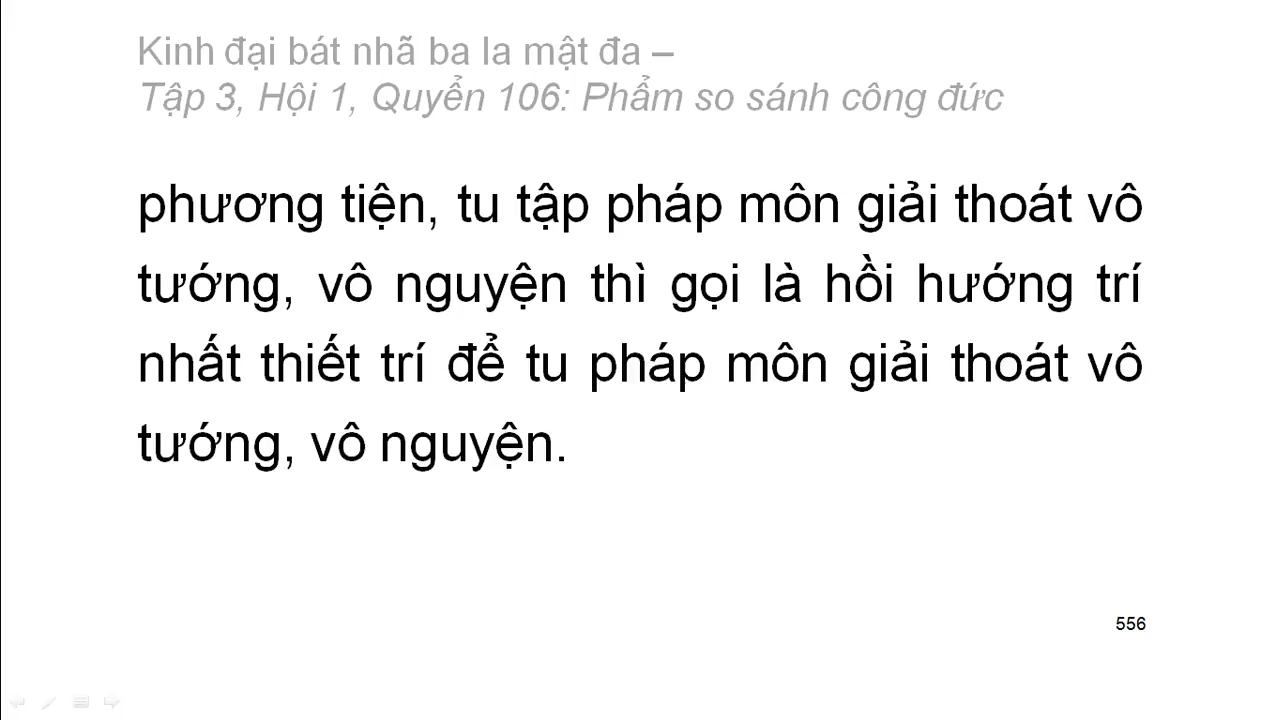 Kinh đại bát nhã ba la mật đa –
Tập 3, Hội 1, Quyển 106: Phẩm so sánh công đức
phương tiện, tu tập pháp môn giải thoát vô
tướng, vô nguyện thì gọi là hồi hướng trí
nhất thiết trí để tu pháp môn giải thoát vô
tướng, vô nguyện.
556